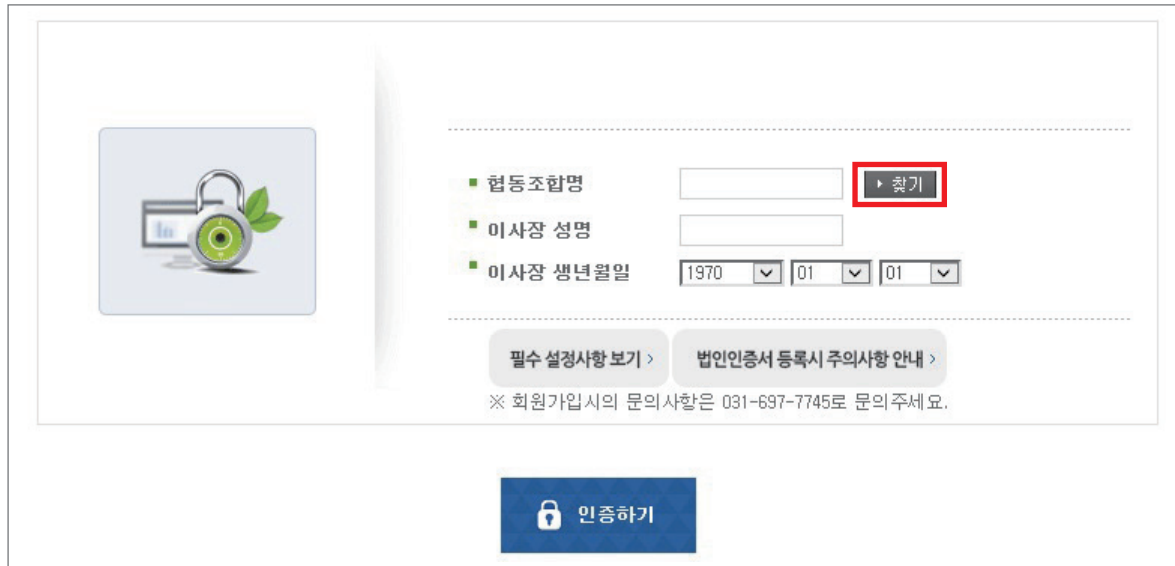 협동조합명 찾기
이사장 성명
이사장 생년월일 1970 01 01
필수 설정사항 보기 > 법인인증서 등록시 주의사항 안내 >
※ 회원가입시의 문의사항은 031-697-7745로 문의주세요.
인증하기